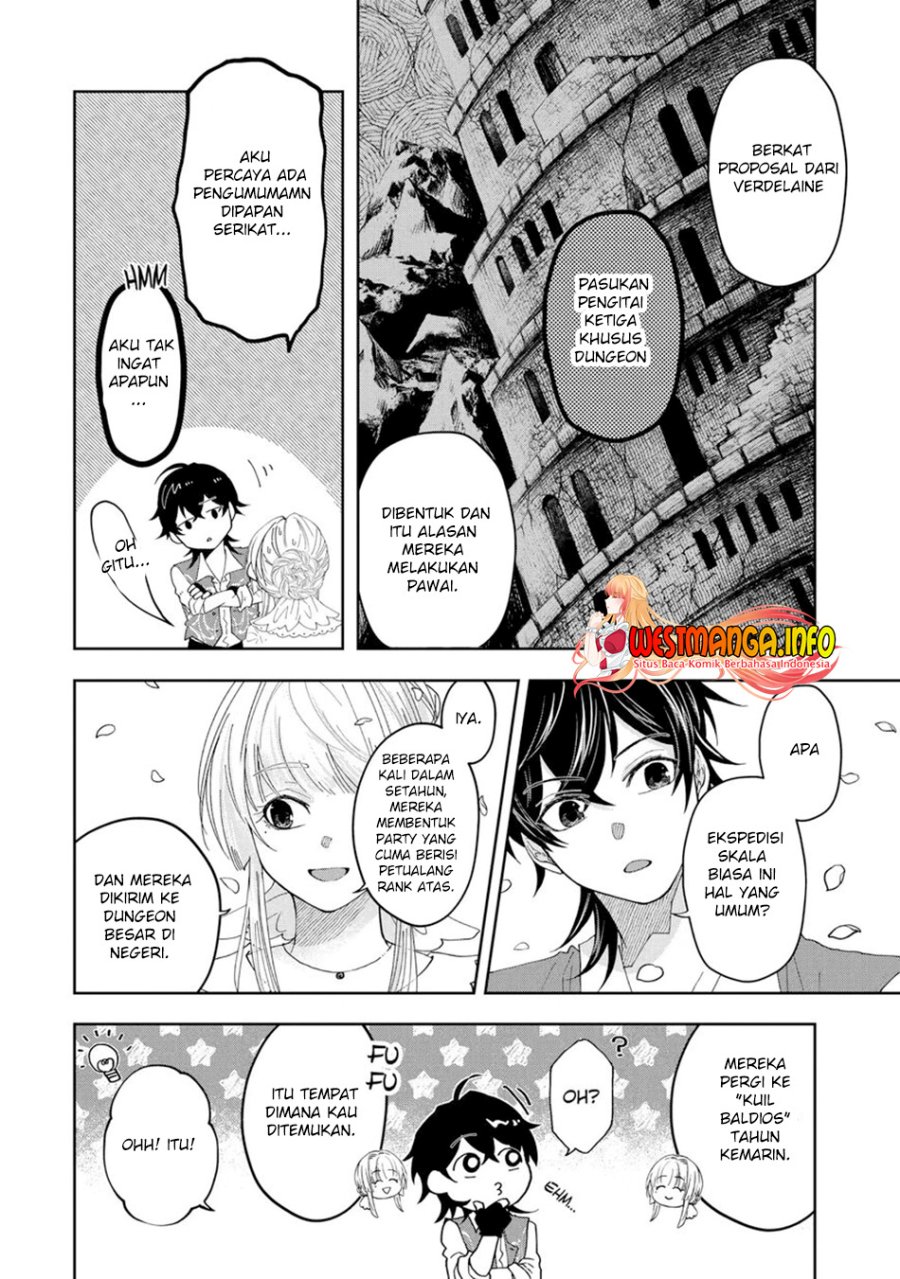 BERKAT
PROPOSAL DARI
VERDELAINE
PASUKAN
PENGITAI
KETIGA
KHUSUS
DUNGEON
DIBENTUK DAN
ITU ALASAN
MEREKA
MELAKUKAN
PAWAI.
AKU
PERCAYA ADA
PENGUMUMAMN
DIPAPAN
SERIKAT...
HMM
AKU TAK
INGAT
APAPUN
...
OH
GITU...
WESTMANGA.INFO
Situs Baca Komik Berbahasa Indonesia
APA
EKSPEDISI
SKALA
BIASA INI
HAL YANG
UMUM?
IYA.
BEBERAPA
KALI DALAM
SETAHUN,
MEREKA
MEMBENTUK
PARTY YANG
CUMA BERISI
PETUALANG
RANK ATAS.
DAN MEREKA
DIKIRIM KE
DUNGEON
BESAR DI
NEGERI.
MEREKA
PERGI KE
"KUIL
BALDIOS"
TAHUN
KEMARIN.
?
OH?
EHM...
FU
FU
ITU TEMPAT
DIMANA KAU
DITEMUKAN.
OHH! ITU!